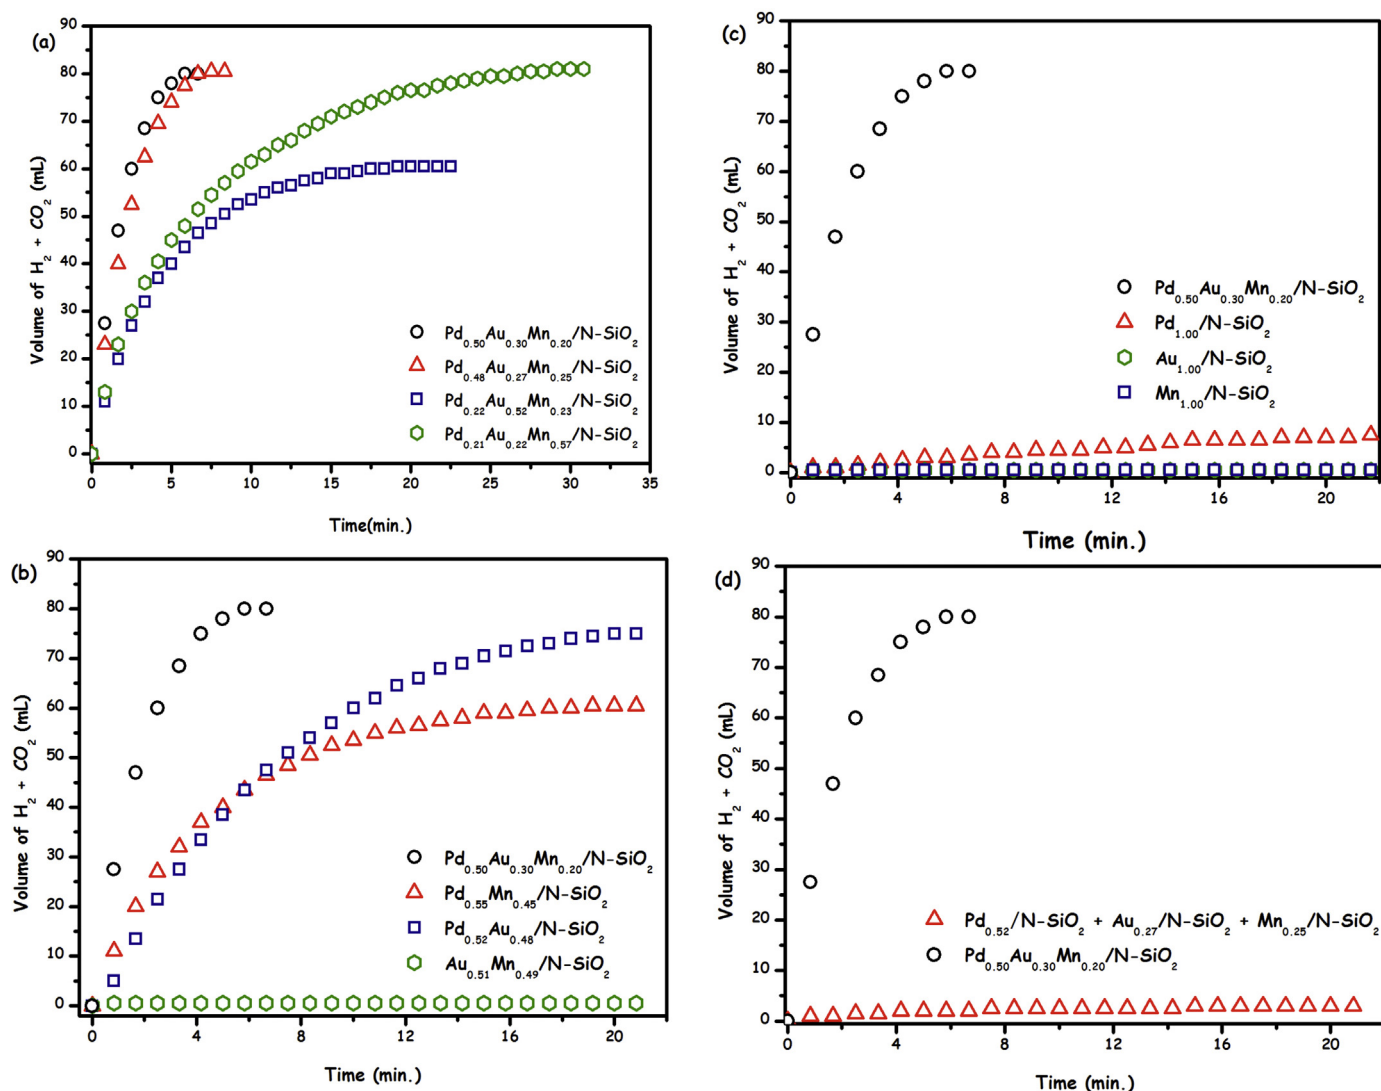 (a)
90
80
70
60
50
40
30
20
10
0
Volume of H2 + CO2 (mL)
Pd0.50Au0.30Mn0.20/N-SiO2
Pd0.48Au0.27Mn0.25/N-SiO2
Pd0.22Au0.52Mn0.23/N-SiO2
Pd0.21Au0.22Mn0.57/N-SiO2
0 5 10 15 20 25 30 35
Time(min.)
(b)
90
80
70
60
50
40
30
20
10
0
Volume of H2 + CO2 (mL)
Pd0.50Au0.30Mn0.20/N-SiO2
Pd0.55Mn0.45/N-SiO2
Pd0.52Au0.48/N-SiO2
Au0.51Mn0.49/N-SiO2
0 4 8 12 16 20
Time (min.)
(c)
90
80
70
60
50
40
30
20
10
0
Volume of H2 + CO2 (mL)
Pd0.50Au0.30Mn0.20/N-SiO2
Pd1.00/N-SiO2
Au1.00/N-SiO2
Mn1.00/N-SiO2
0 4 8 12 16 20
Time (min.)
(d)
90
80
70
60
50
40
30
20
10
0
Volume of H2 + CO2 (mL)
Pd0.52/N-SiO2 + Au0.27/N-SiO2 + Mn0.25/N-SiO2
Pd0.50Au0.30Mn0.20/N-SiO2
0 4 8 12 16 20
Time (min.)